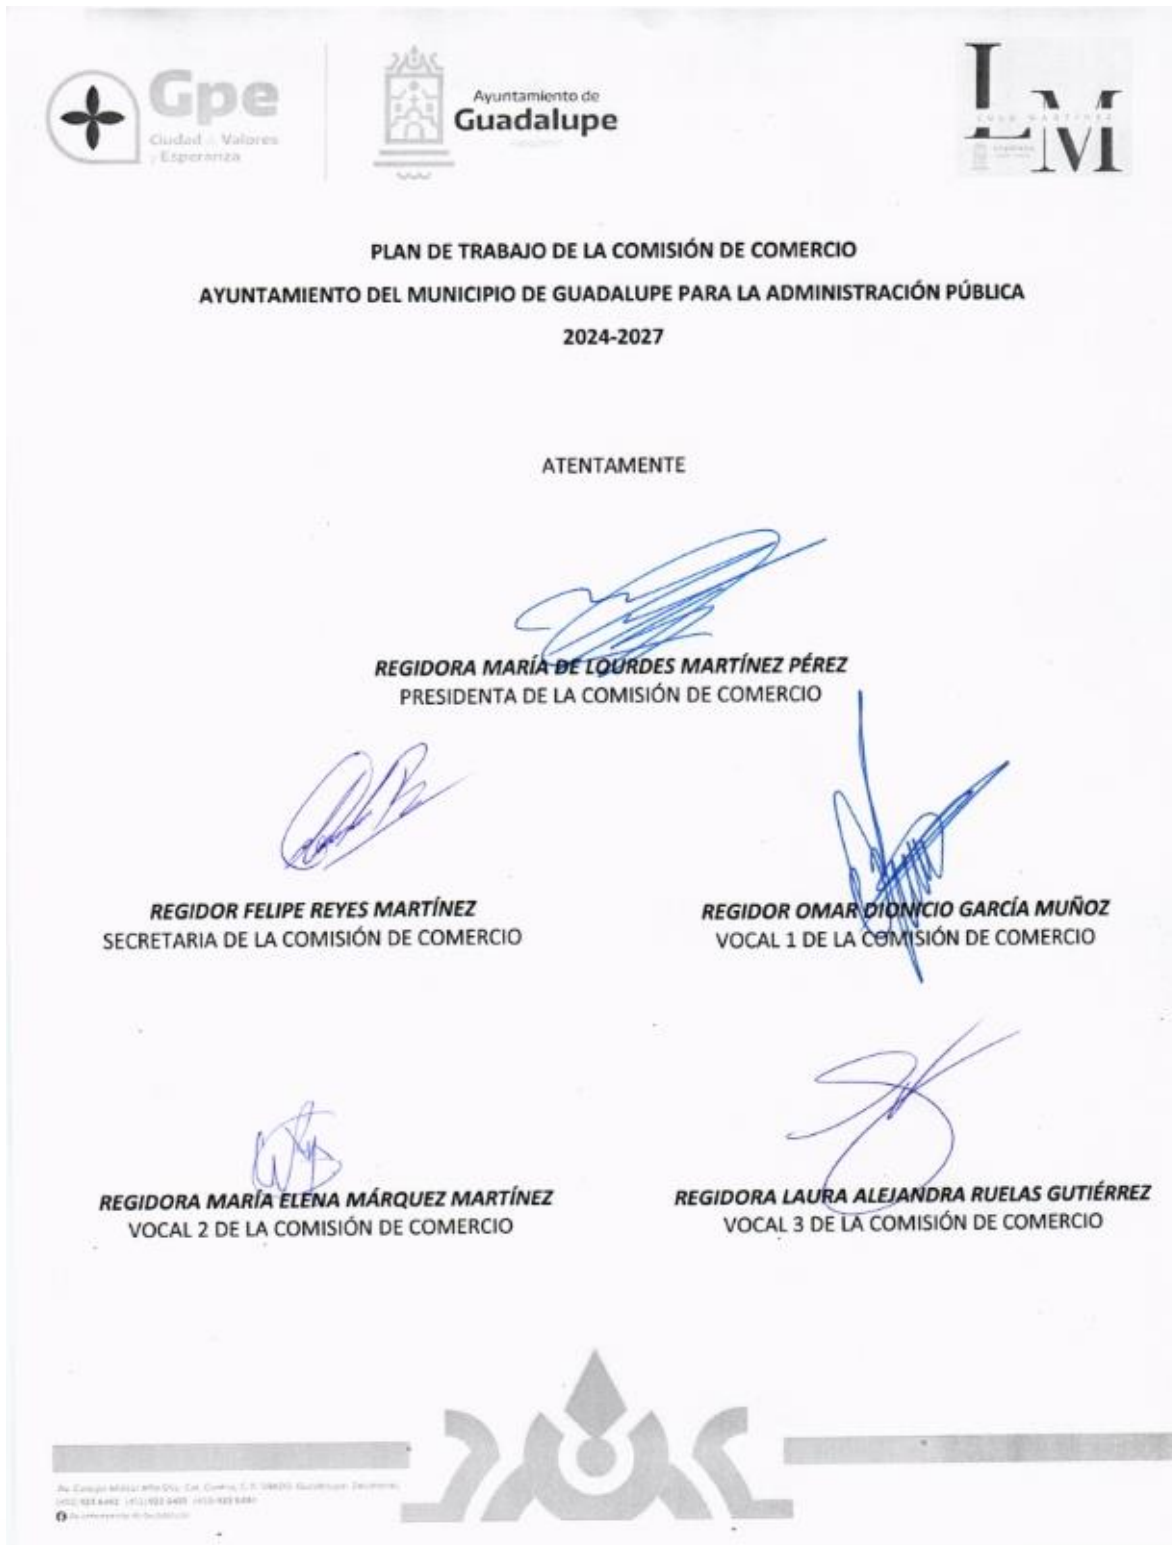 Gpe
Ciudad de Valores
y Esperanza
Ayuntamiento de
Guadalupe
LM
PLAN DE TRABAJO DE LA COMISIÓN DE COMERCIO
AYUNTAMIENTO DEL MUNICIPIO DE GUADALUPE PARA LA ADMINISTRACIÓN PÚBLICA
2024-2027
ATENTAMENTE
REGIDORA MARÍA DE LOURDES MARTÍNEZ PÉREZ
PRESIDENTA DE LA COMISIÓN DE COMERCIO
REGIDOR FELIPE REYES MARTÍNEZ
SECRETARIA DE LA COMISIÓN DE COMERCIO
REGIDOR OMAR DIONICIO GARCÍA MUÑOZ
VOCAL 1 DE LA COMISIÓN DE COMERCIO
REGIDORA MARÍA ELENA MÁRQUEZ MARTÍNEZ
VOCAL 2 DE LA COMISIÓN DE COMERCIO
REGIDORA LAURA ALEJANDRA RUELAS GUTIÉRREZ
VOCAL 3 DE LA COMISIÓN DE COMERCIO